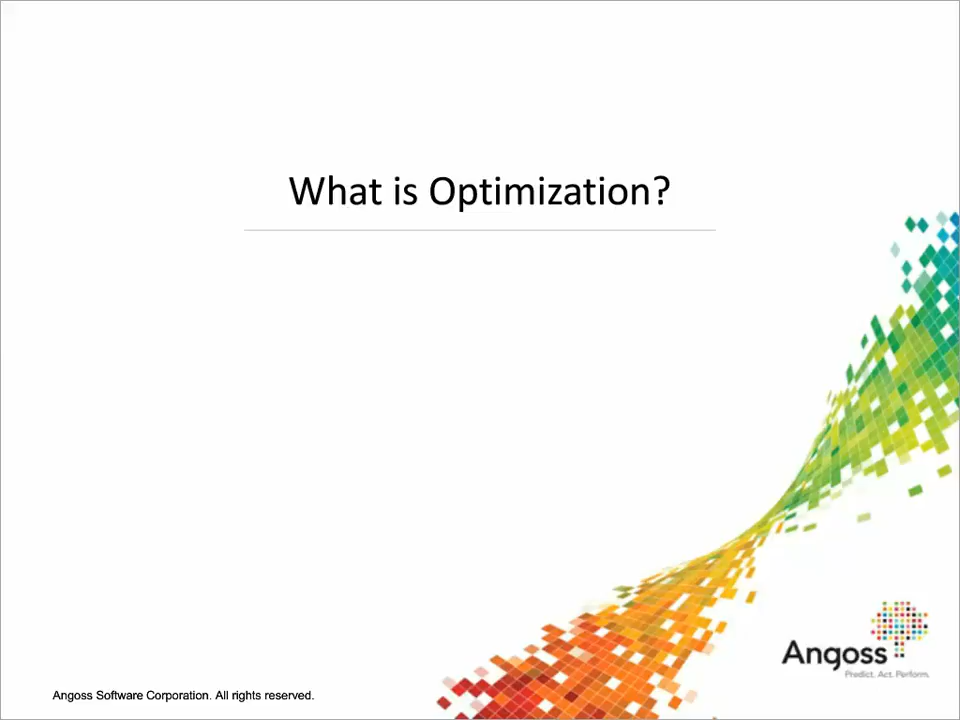 What is Optimization?
Angoss
Predict. Act. Perform.
Angoss Software Corporation. All rights reserved.